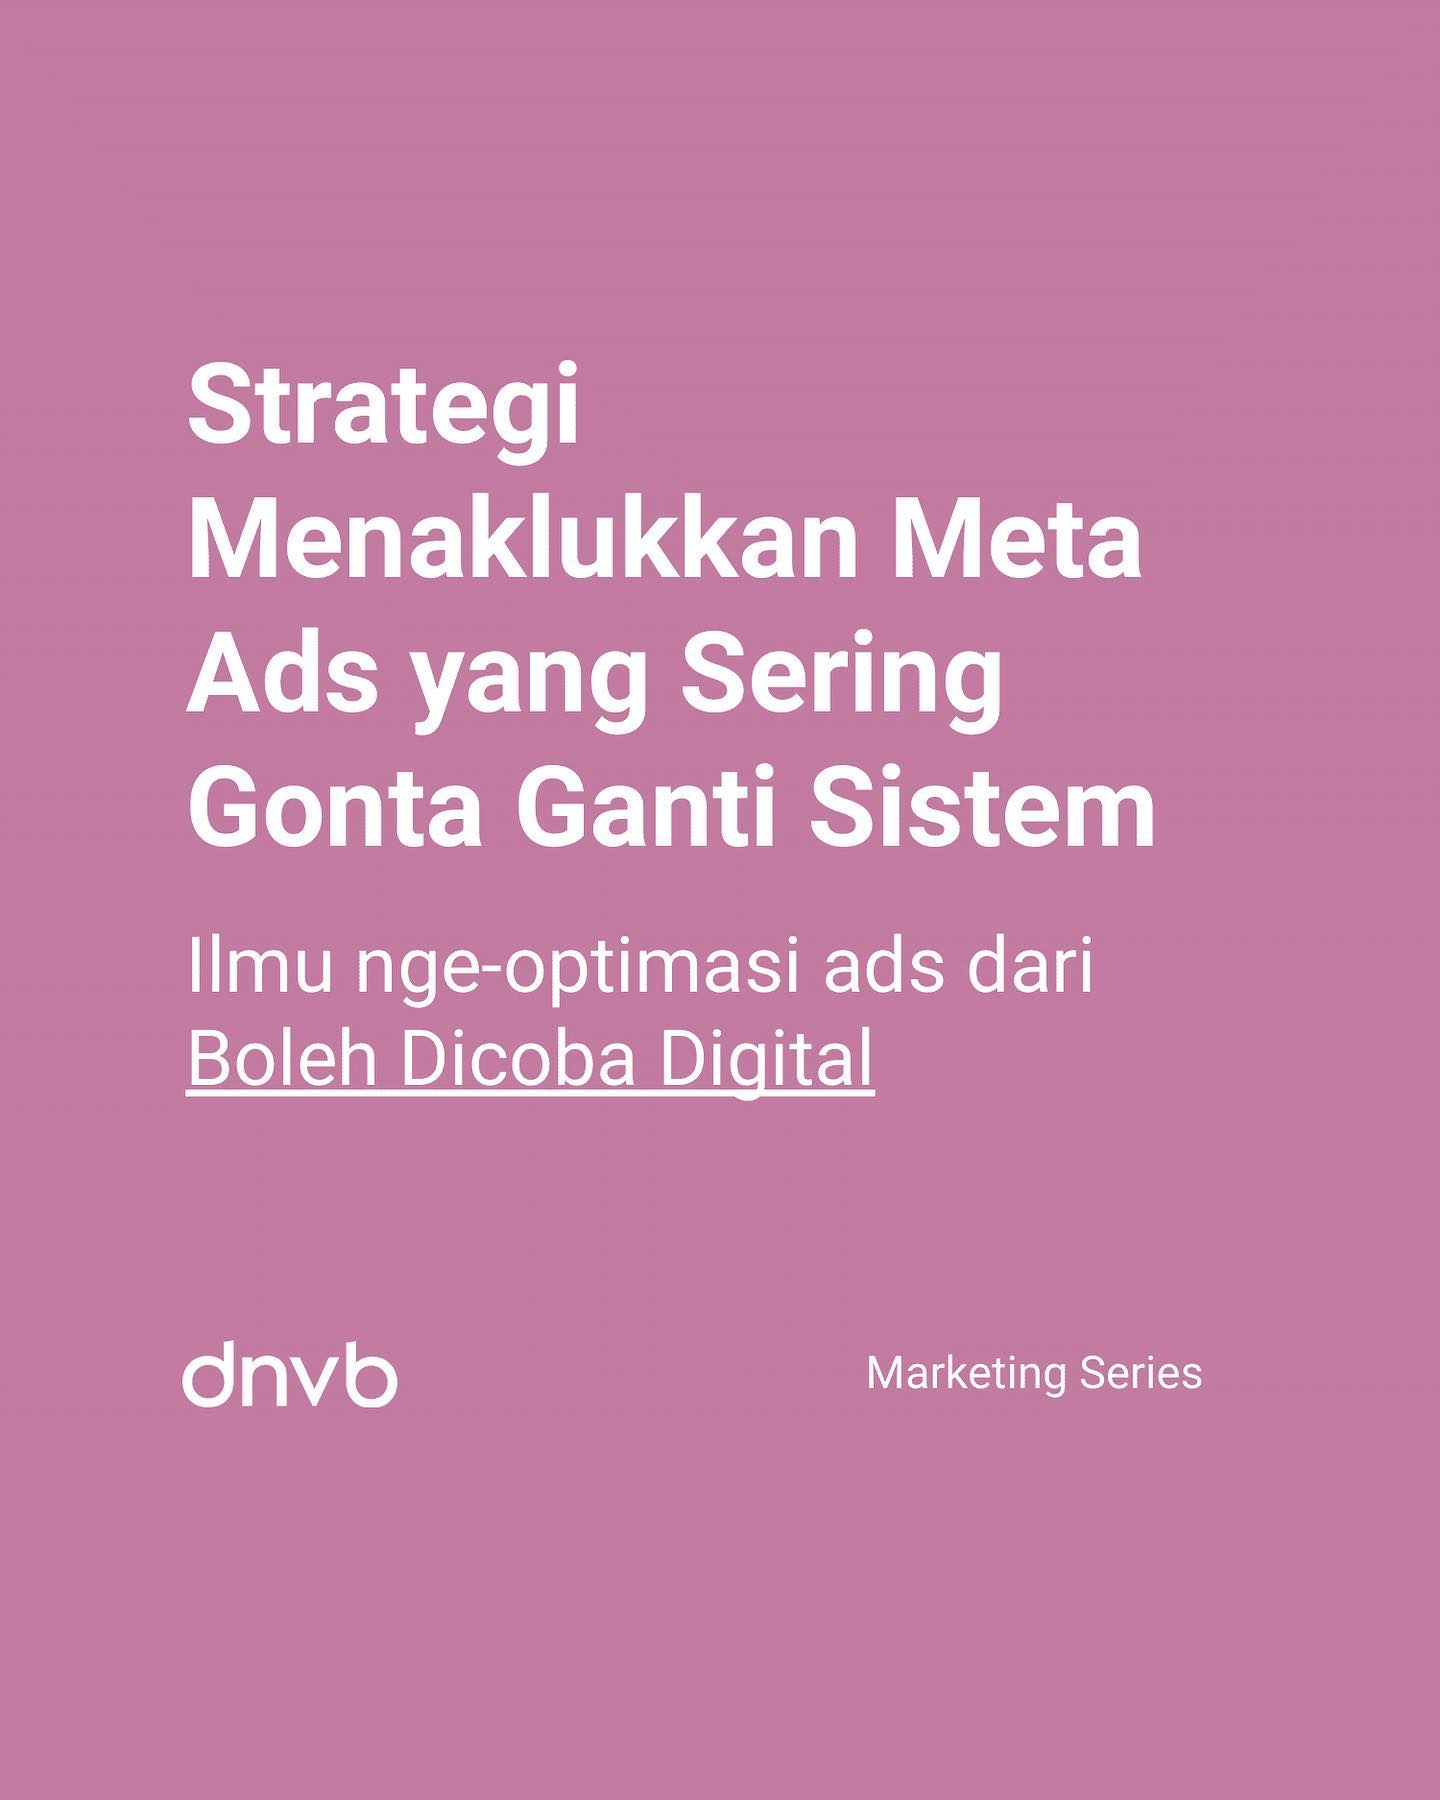 Strategi
Menaklukkan Meta
Ads yang Sering
Gonta Ganti Sistem
Ilmu nge-optimasi ads dari
Boleh Dicoba Digital
dnvb
Marketing Series